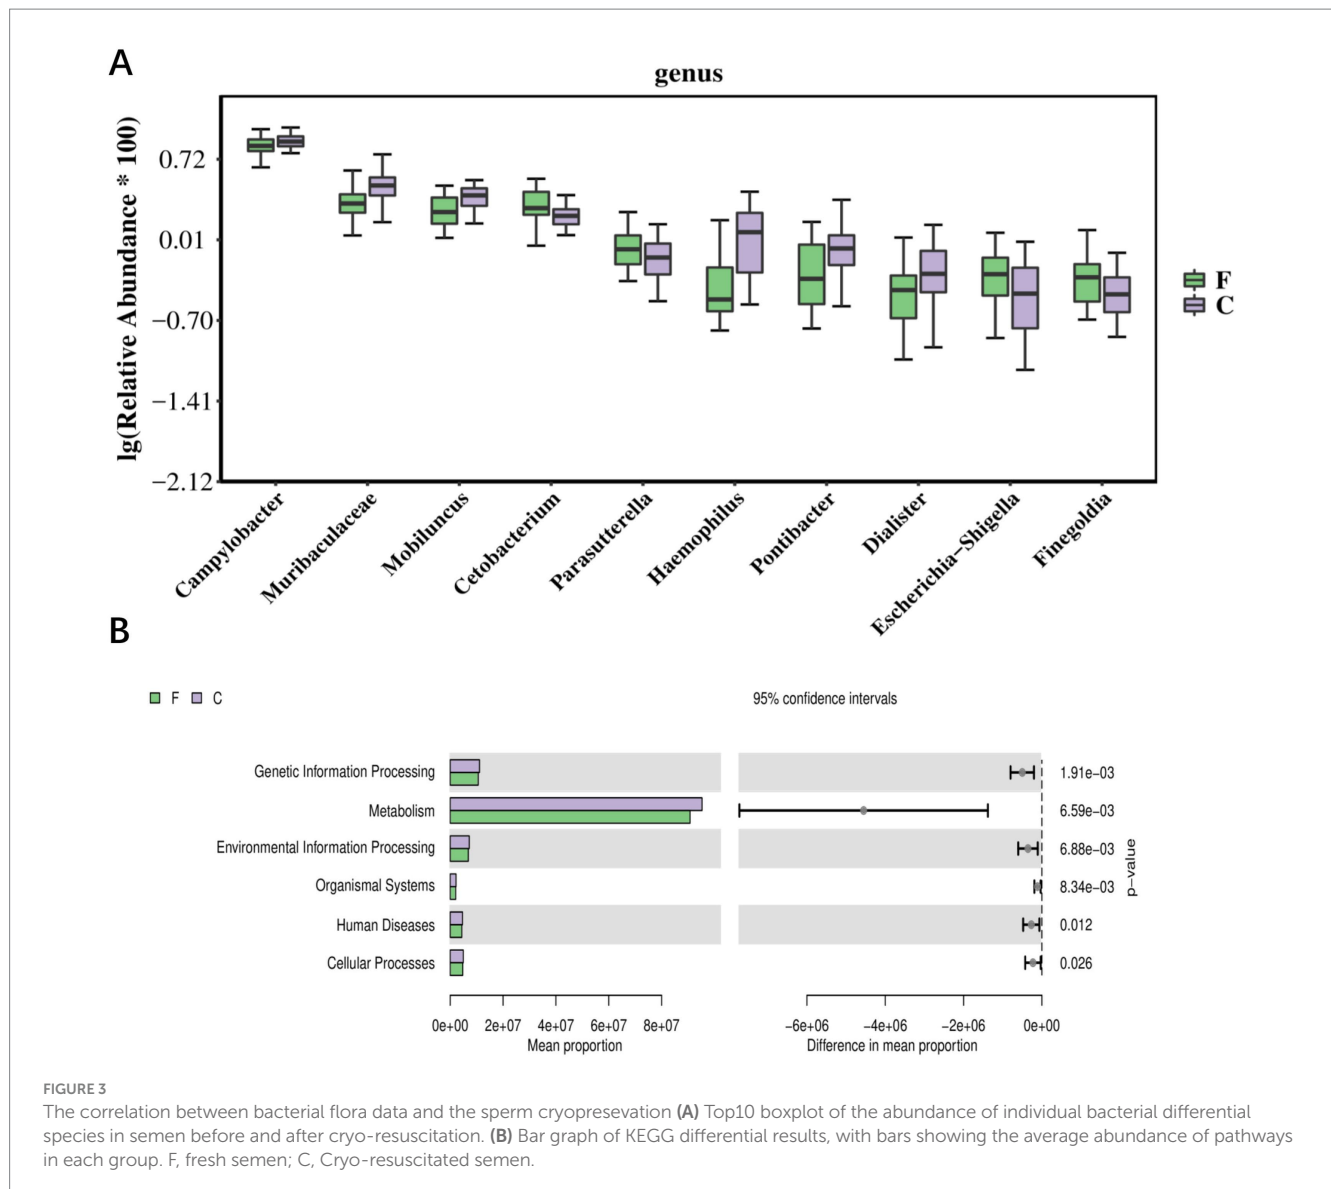 A
genus
lg(Relative Abundance * 100)
0.72
0.01
−0.70
−1.41
−2.12
Campylobacter
Muribaculaceae
Mobiluncus
Cetobacterium
Parasutterella
Haemophilus
Pontibacter
Dialister
Escherichia−Shigella
Finegoldia
F
C
B
F C
95% confidence intervals
Genetic Information Processing 1.91e−03
Metabolism 6.59e−03
Environmental Information Processing 6.88e−03
Organismal Systems 8.34e−03
Human Diseases 0.012
Cellular Processes 0.026
p−value
0e+00 2e+07 4e+07 6e+07 8e+07 −6e+06 −4e+06 −2e+06 0e+00
Mean proportion Difference in mean proportion
FIGURE 3
The correlation between bacterial flora data and the sperm cryopresevation (A) Top10 boxplot of the abundance of individual bacterial differential
species in semen before and after cryo-resuscitation. (B) Bar graph of KEGG differential results, with bars showing the average abundance of pathways
in each group. F, fresh semen; C, Cryo-resuscitated semen.